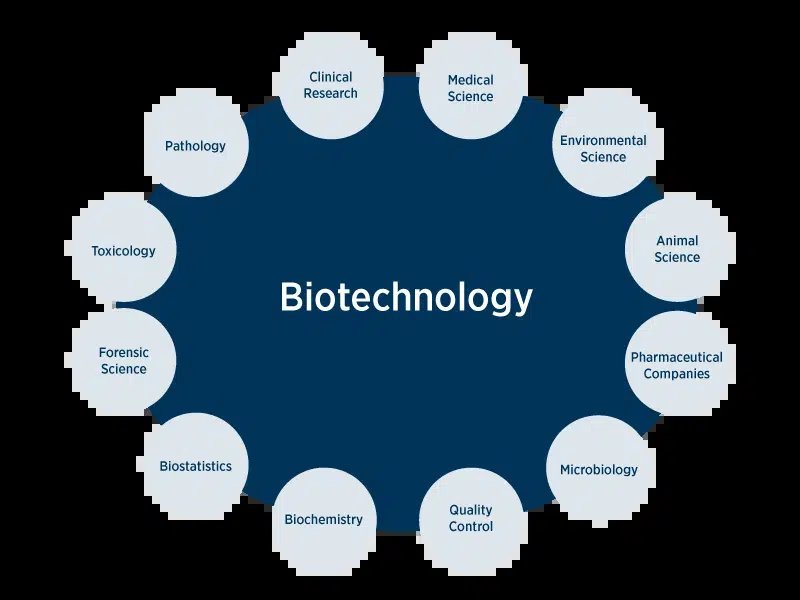 Clinical
Research
Medical
Science
Pathology
Environmental
Science
Toxicology
Animal
Science
Biotechnology
Forensic
Science
Pharmaceutical
Companies
Biostatistics
Microbiology
Biochemistry
Quality
Control